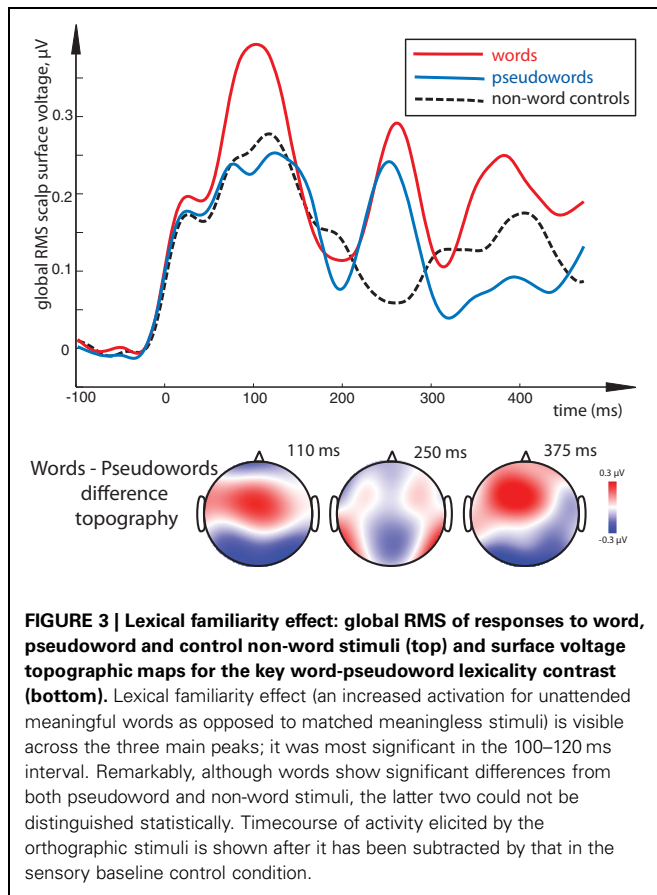 global RMS scalp surface voltage, μV
0.3
0.2
0.1
0
words
pseudowords
non-word controls
-100
0
100
200
300
400
time (ms)
Words - Pseudowords
difference
topography
110 ms
250 ms
375 ms
0.3 μV
-0.3 μV
FIGURE 3 | Lexical familiarity effect: global RMS of responses to word,
pseudoword and control non-word stimuli (top) and surface voltage
topographic maps for the key word-pseudoword lexicality contrast
(bottom). Lexical familiarity effect (an increased activation for unattended
meaningful words as opposed to matched meaningless stimuli) is visible
across the three main peaks; it was most significant in the 100–120 ms
interval. Remarkably, although words show significant differences from
both pseudoword and non-word stimuli, the latter two could not be
distinguished statistically. Timecourse of activity elicited by the
orthographic stimuli is shown after it has been subtracted by that in the
sensory baseline control condition.